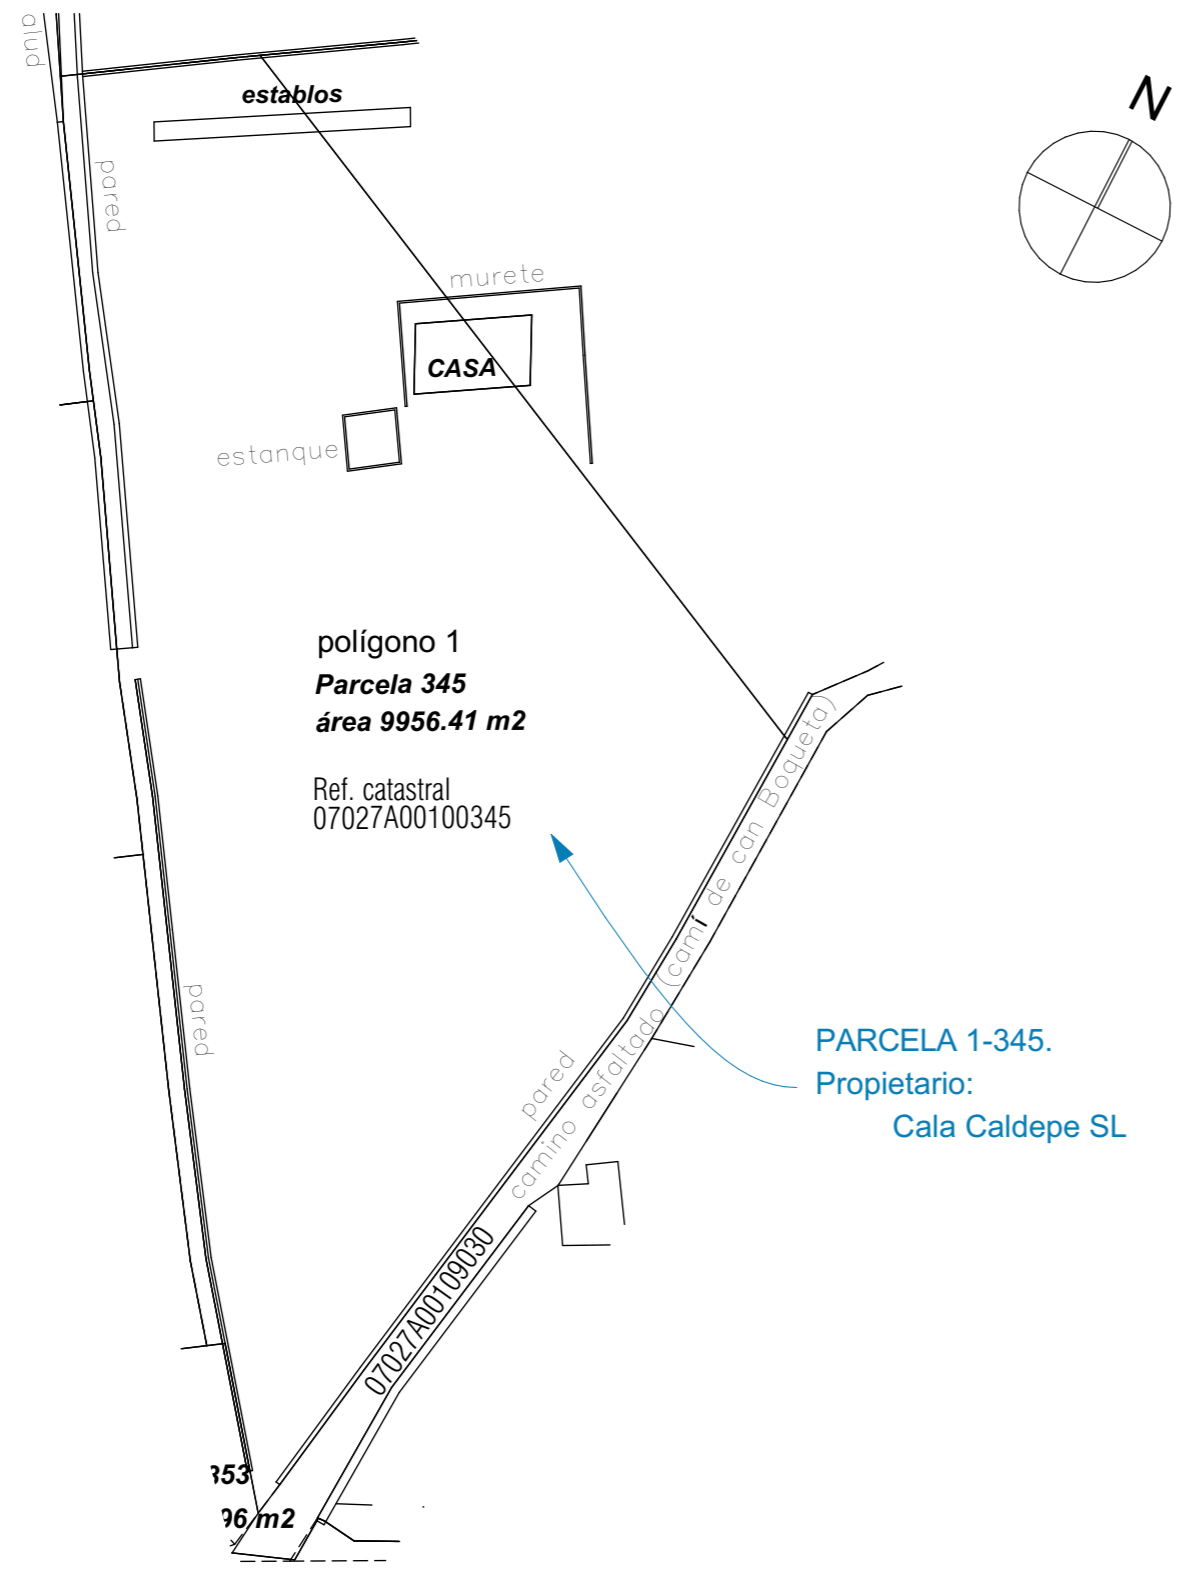 alud
N
establos
pared
murete
CASA
estanque
polígono 1
Parcela 345
área 9956.41 m2
Ref. catastral
07027A00100345
camino asfaltado (camí de can Boqueta)
pared
pared
PARCELA 1-345.
Propietario:
Cala Caldepe SL
07027A00109030
353
96 m2